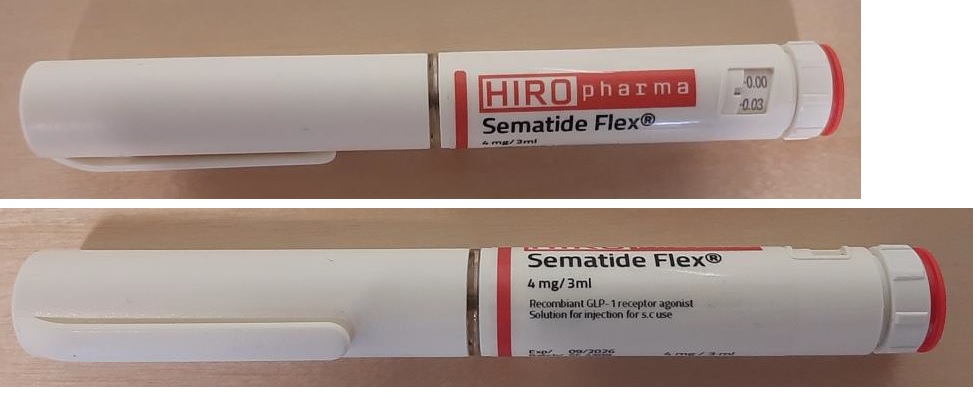 HIRO pharma
Sematide Flex®
4 mg/3ml
-0.00
-0.03
Sematide Flex®
4 mg/3ml
Recombiant GLP-1 receptor agonist
Solution for injection for s.c use
Exp/ 09/2026
4 mg / 3 ml